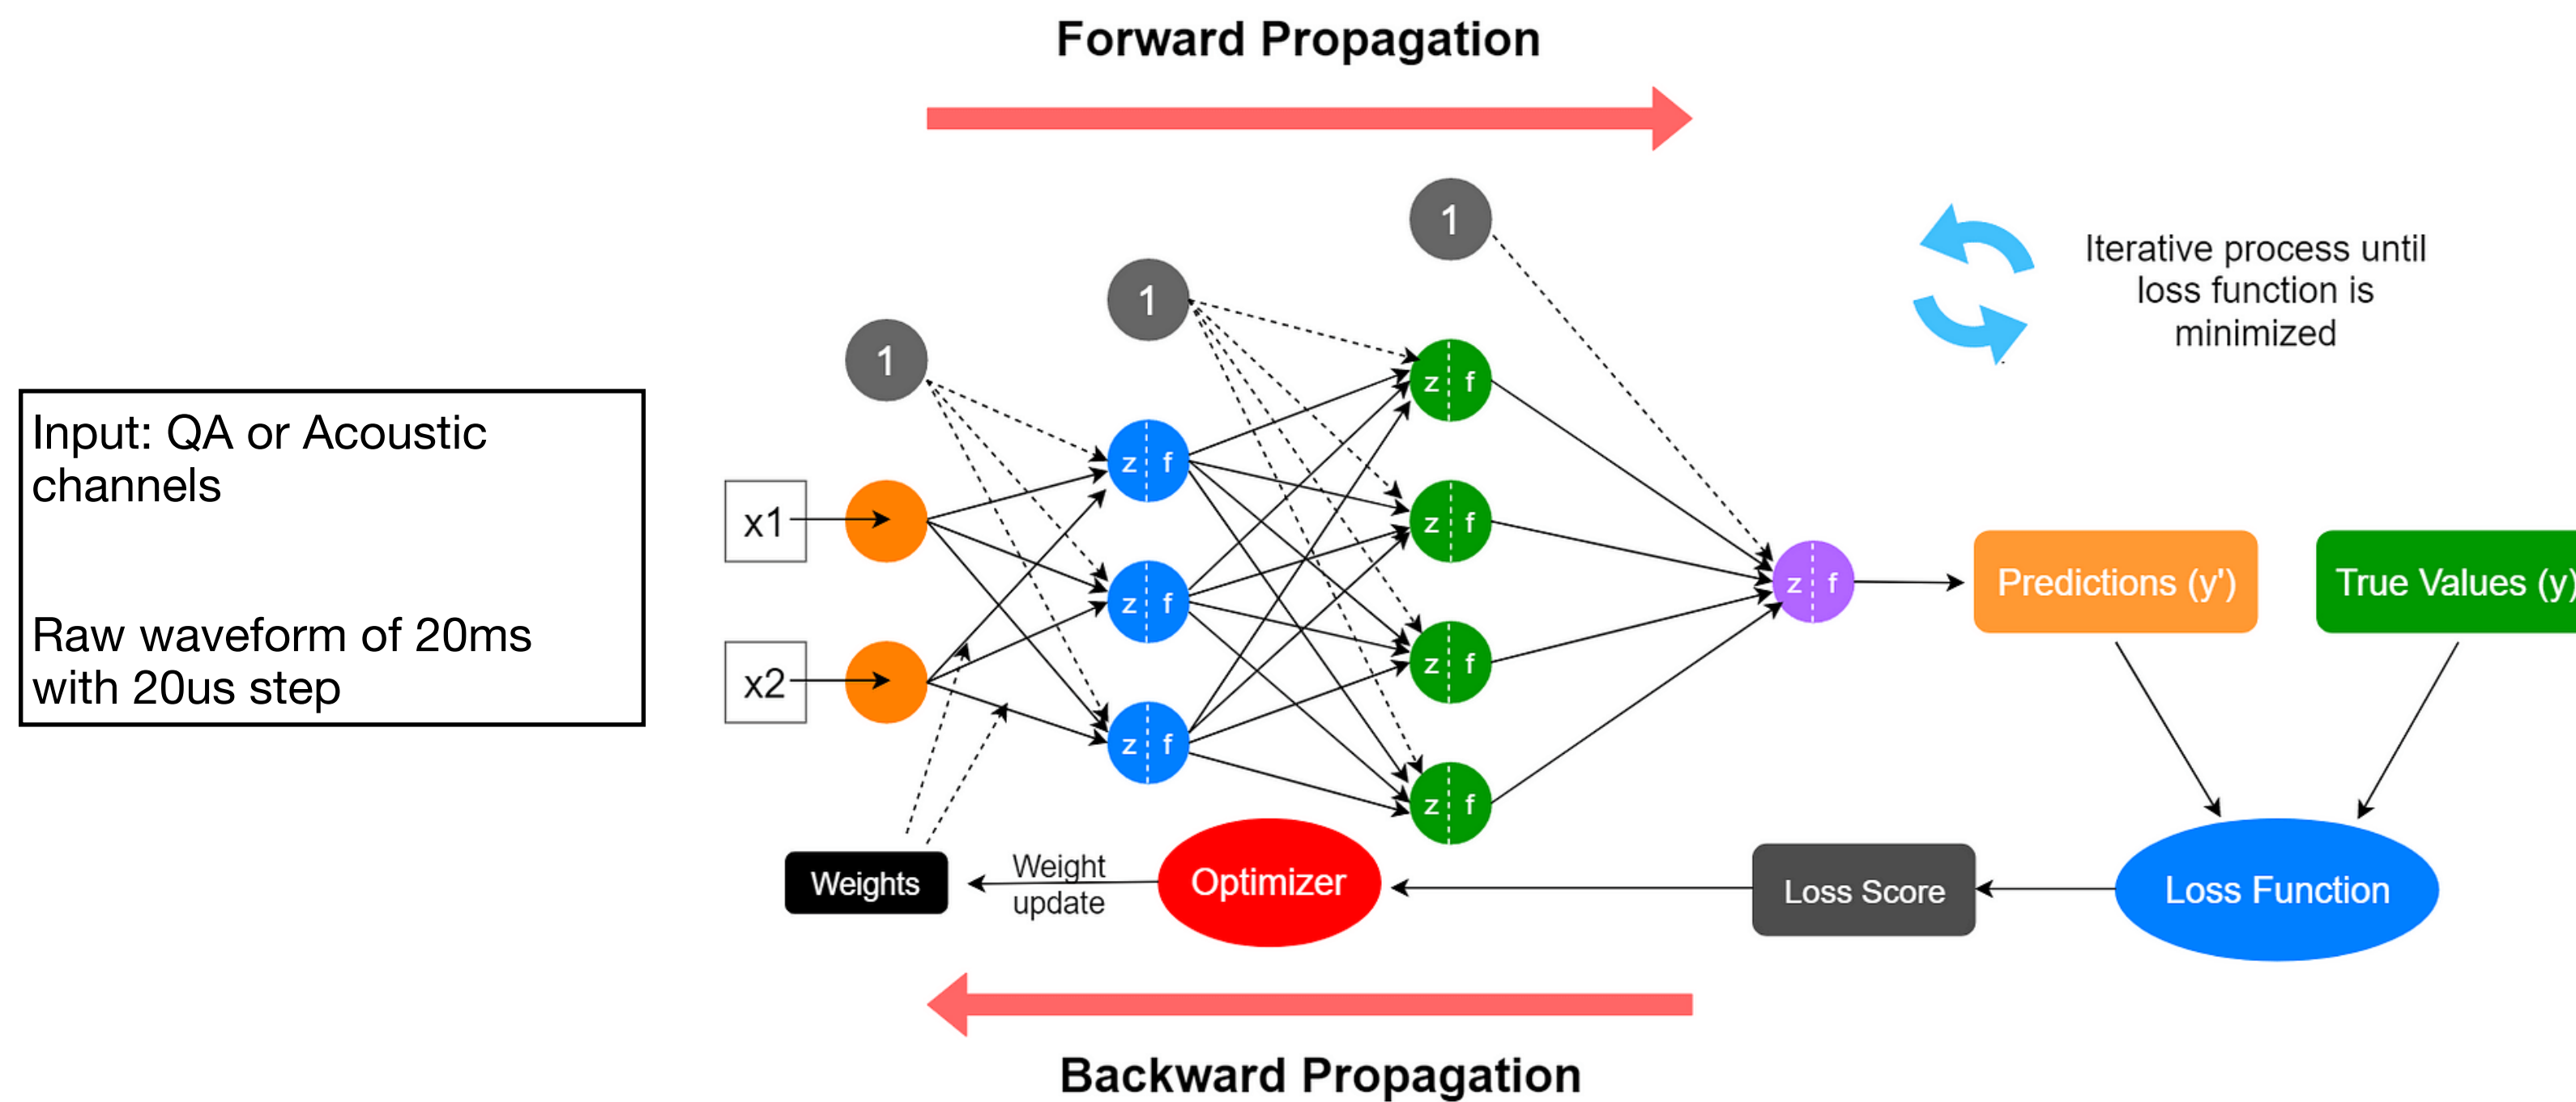 Forward Propagation
1
1
1
Iterative process until
loss function is
minimized
Input: QA or Acoustic
channels
Raw waveform of 20ms
with 20us step
x1
x2
z f
z f
z f
z f
z f
z f
z f
z f
Predictions (y')
True Values (y)
Weights
Weight
update
Optimizer
Loss Score
Loss Function
Backward Propagation